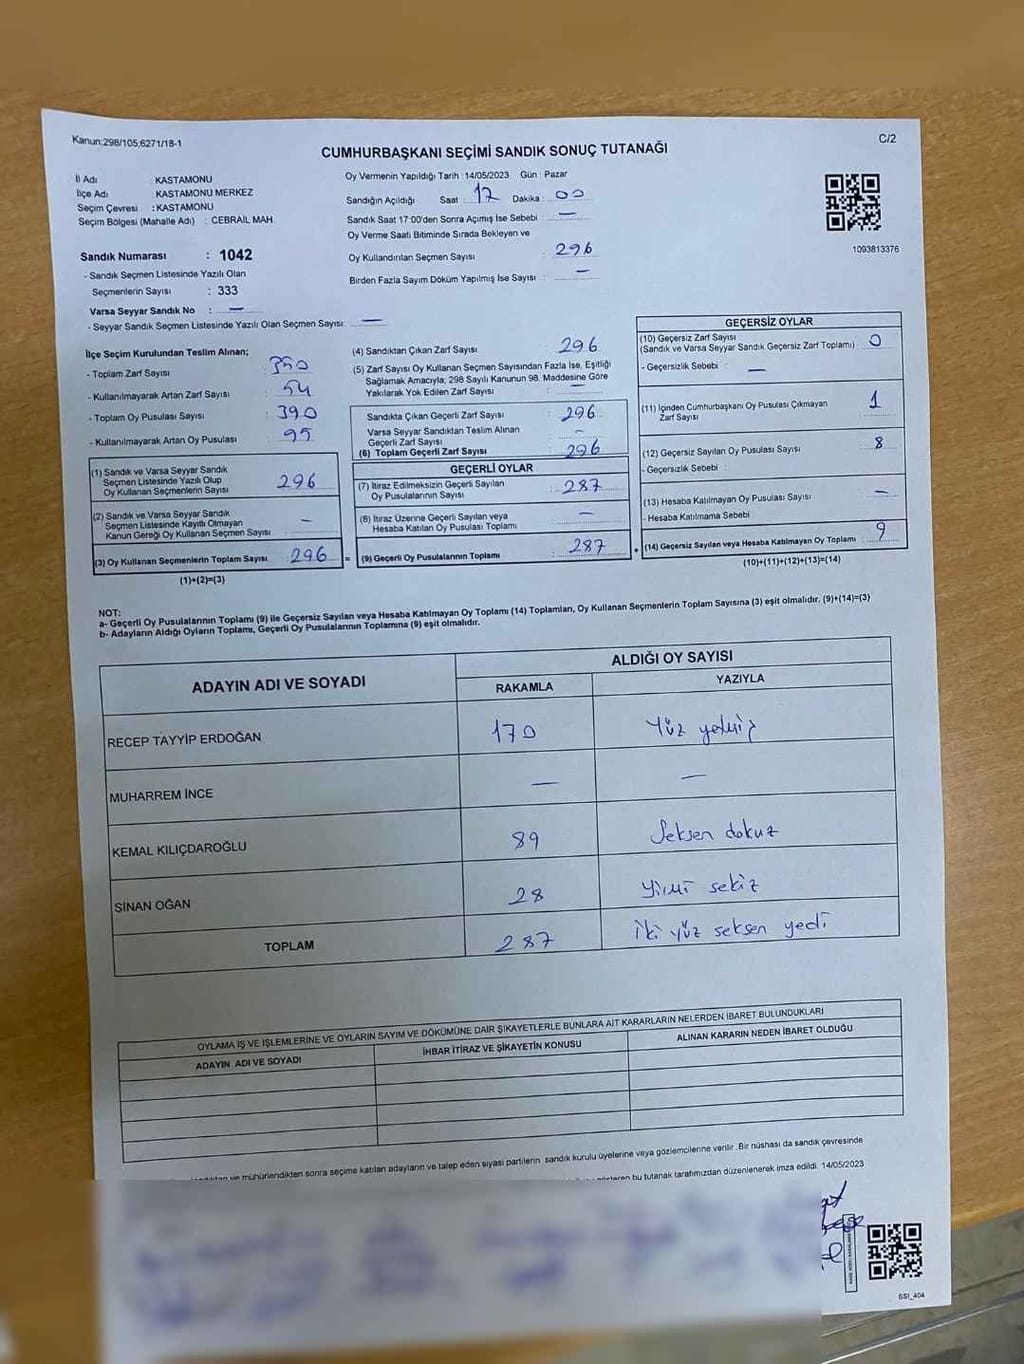 Kanun:298/105,6271/18-1
C/2
CUMHURBAŞKANI SEÇİMİ SANDIK SONUÇ TUTANAĞI
İl Adı : KASTAMONU
İlçe Adı : KASTAMONU MERKEZ
Seçim Çevresi : KASTAMONU
Seçim Bölgesi (Mahalle Adı) : CEBRAİL MAH.
Sandık Numarası : 1042
- Sandık Seçmen Listesinde Yazılı Olan
Seçmenlerin Sayısı : 333
Varsa Seyyar Sandık No : —
- Seyyar Sandık Seçmen Listesinde Yazılı Olan Seçmen Sayısı: —
Oy Vermenin Yapıldığı Tarih : 14/05/2023 Gün : Pazar
Sandığın Açıldığı Saat 17 Dakika : 00
Sandık Saat 17:00'den Sonra Açımış İse Sebebi : —
Oy Verme Saati Bitiminde Sırada Bekleyen ve
Oy Kullandırılan Seçmen Sayısı : 296
Birden Fazla Sayım Döküm Yapılmış İse Sayısı : —
1093813376
İlçe Seçim Kurulundan Teslim Alınan;
- Toplam Zarf Sayısı : 350
- Kullanılmayarak Artan Zarf Sayısı : 54
- Toplam Oy Pusulası Sayısı : 390
- Kullanılmayarak Artan Oy Pusulası : 95
(1) Sandık ve Varsa Seyyar Sandık
Seçmen Listesinde Yazılı Olup
Oy Kullanan Seçmenlerin Sayısı : 296
(2) Sandık ve Varsa Seyyar Sandık
Seçmen Listesinde Kayıtlı Olmayan
Kanun Gereği Oy Kullanan Seçmen Sayısı : —
(3) Oy Kullanan Seçmenlerin Toplam Sayısı : 296 =
(1)+(2)=(3)
(4) Sandıktan Çıkan Zarf Sayısı : 296
(5) Zarf Sayısı Oy Kullanan Seçmen Sayısından Fazla İse, Eşitliği
Sağlamak Amacıyla, 298 Sayılı Kanunun 98. Maddesine Göre
Yakılarak Yok Edilen Zarf Sayısı : —
Sandıkta Çıkan Geçerli Zarf Sayısı : 296
Varsa Seyyar Sandıktan Teslim Alınan
Geçerli Zarf Sayısı : —
(6) Toplam Geçerli Zarf Sayısı : 296
GEÇERLİ OYLAR
(7) İtiraz Edilmeksizin Geçerli Sayılan
Oy Pusulalarının Sayısı : 287
(8) İtiraz Üzerine Geçerli Sayılan veya
Hesaba Katılan Oy Pusulası Toplamı : —
(9) Geçerli Oy Pusulalarının Toplamı : 287 +
GEÇERSİZ OYLAR
(10) Geçersiz Zarf Sayısı
(Sandık ve Varsa Seyyar Sandık Geçersiz Zarf Toplamı) : 0
- Geçersizlik Sebebi : —
(11) İçinden Cumhurbaşkanı Oy Pusulası Çıkmayan
Zarf Sayısı : 1
(12) Geçersiz Sayılan Oy Pusulası Sayısı : 8
- Geçersizlik Sebebi :
(13) Hesaba Katılmayan Oy Pusulası Sayısı : —
- Hesaba Katılmama Sebebi
(14) Geçersiz Sayılan veya Hesaba Katılmayan Oy Toplamı : 9
(10)+(11)+(12)+(13)=(14)
NOT:
a- Geçerli Oy Pusulalarının Toplamı (9) ile Geçersiz Sayılan veya Hesaba Katılmayan Oy Toplamı (14) Toplamları, Oy Kullanan Seçmenlerin Toplam Sayısına (3) eşit olmalıdır. (9)+(14)=(3)
b- Adayların Aldığı Oyların Toplamı, Geçerli Oy Pusulalarının Toplamına (9) eşit olmalıdır.
ADAYIN ADI VE SOYADI
ALDIĞI OY SAYISI
RAKAMLA YAZIYLA
RECEP TAYYİP ERDOĞAN 170 Yüz yetmiş
MUHARREM İNCE — —
KEMAL KILIÇDAROĞLU 89 Seksen dokuz
SİNAN OĞAN 28 Yirmi sekiz
TOPLAM 287 İki yüz seksen yedi
OYLAMA İŞ VE İŞLEMLERİNE VE OYLARIN SAYIM VE DÖKÜMÜNE DAİR ŞİKAYETLERLE BUNLARA AİT KARARLARIN NELERDEN İBARET BULUNDUKLARI
ADAYIN ADI VE SOYADI İHBAR İTİRAZ VE ŞİKAYETİN KONUSU ALINAN KARARIN NEDEN İBARET OLDUĞU
ve mühürlendikten sonra seçime katılan adayların ve talep eden siyasi partilerin sandık kurulu üyelerine veya gözlemcilerine verilir. Bir nüshası da sandık çevresinde
bu tutanak tarafımızdan düzenlenerek imza edildi. 14/05/2023
SSI_404